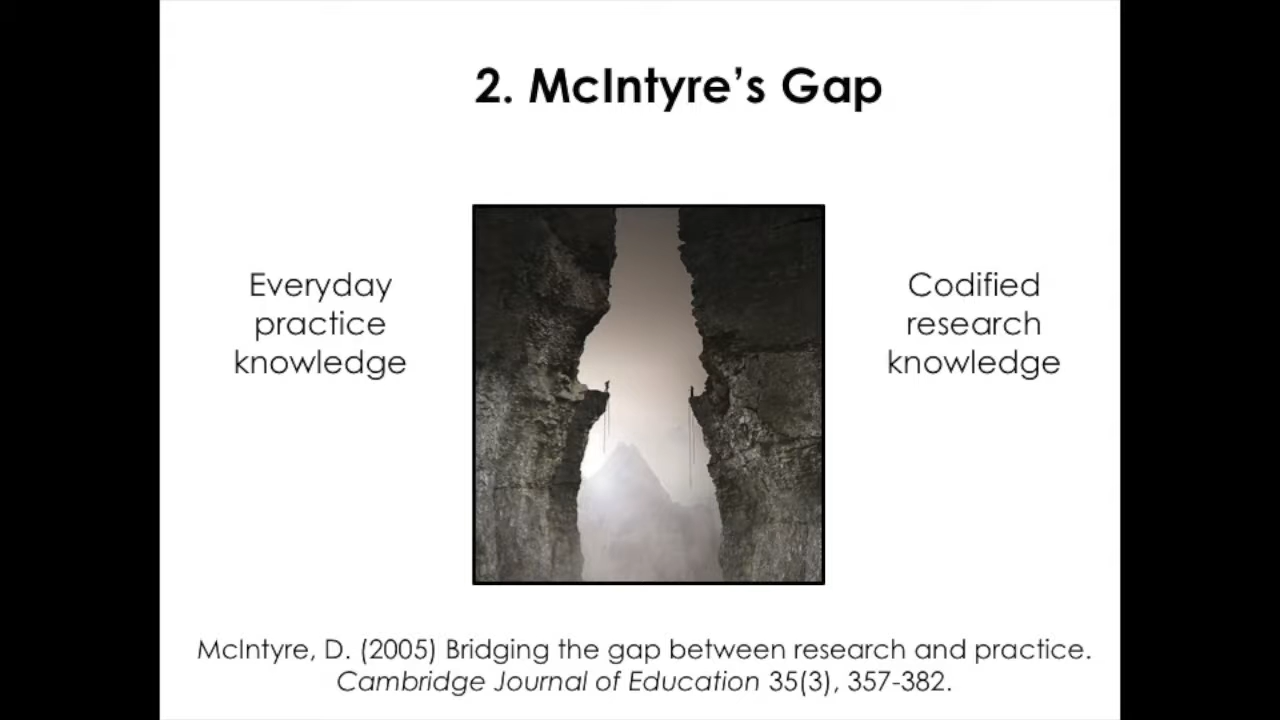 2. McIntyre’s Gap
Everyday
practice
knowledge
Codified
research
knowledge
McIntyre, D. (2005) Bridging the gap between research and practice.
Cambridge Journal of Education 35(3), 357-382.